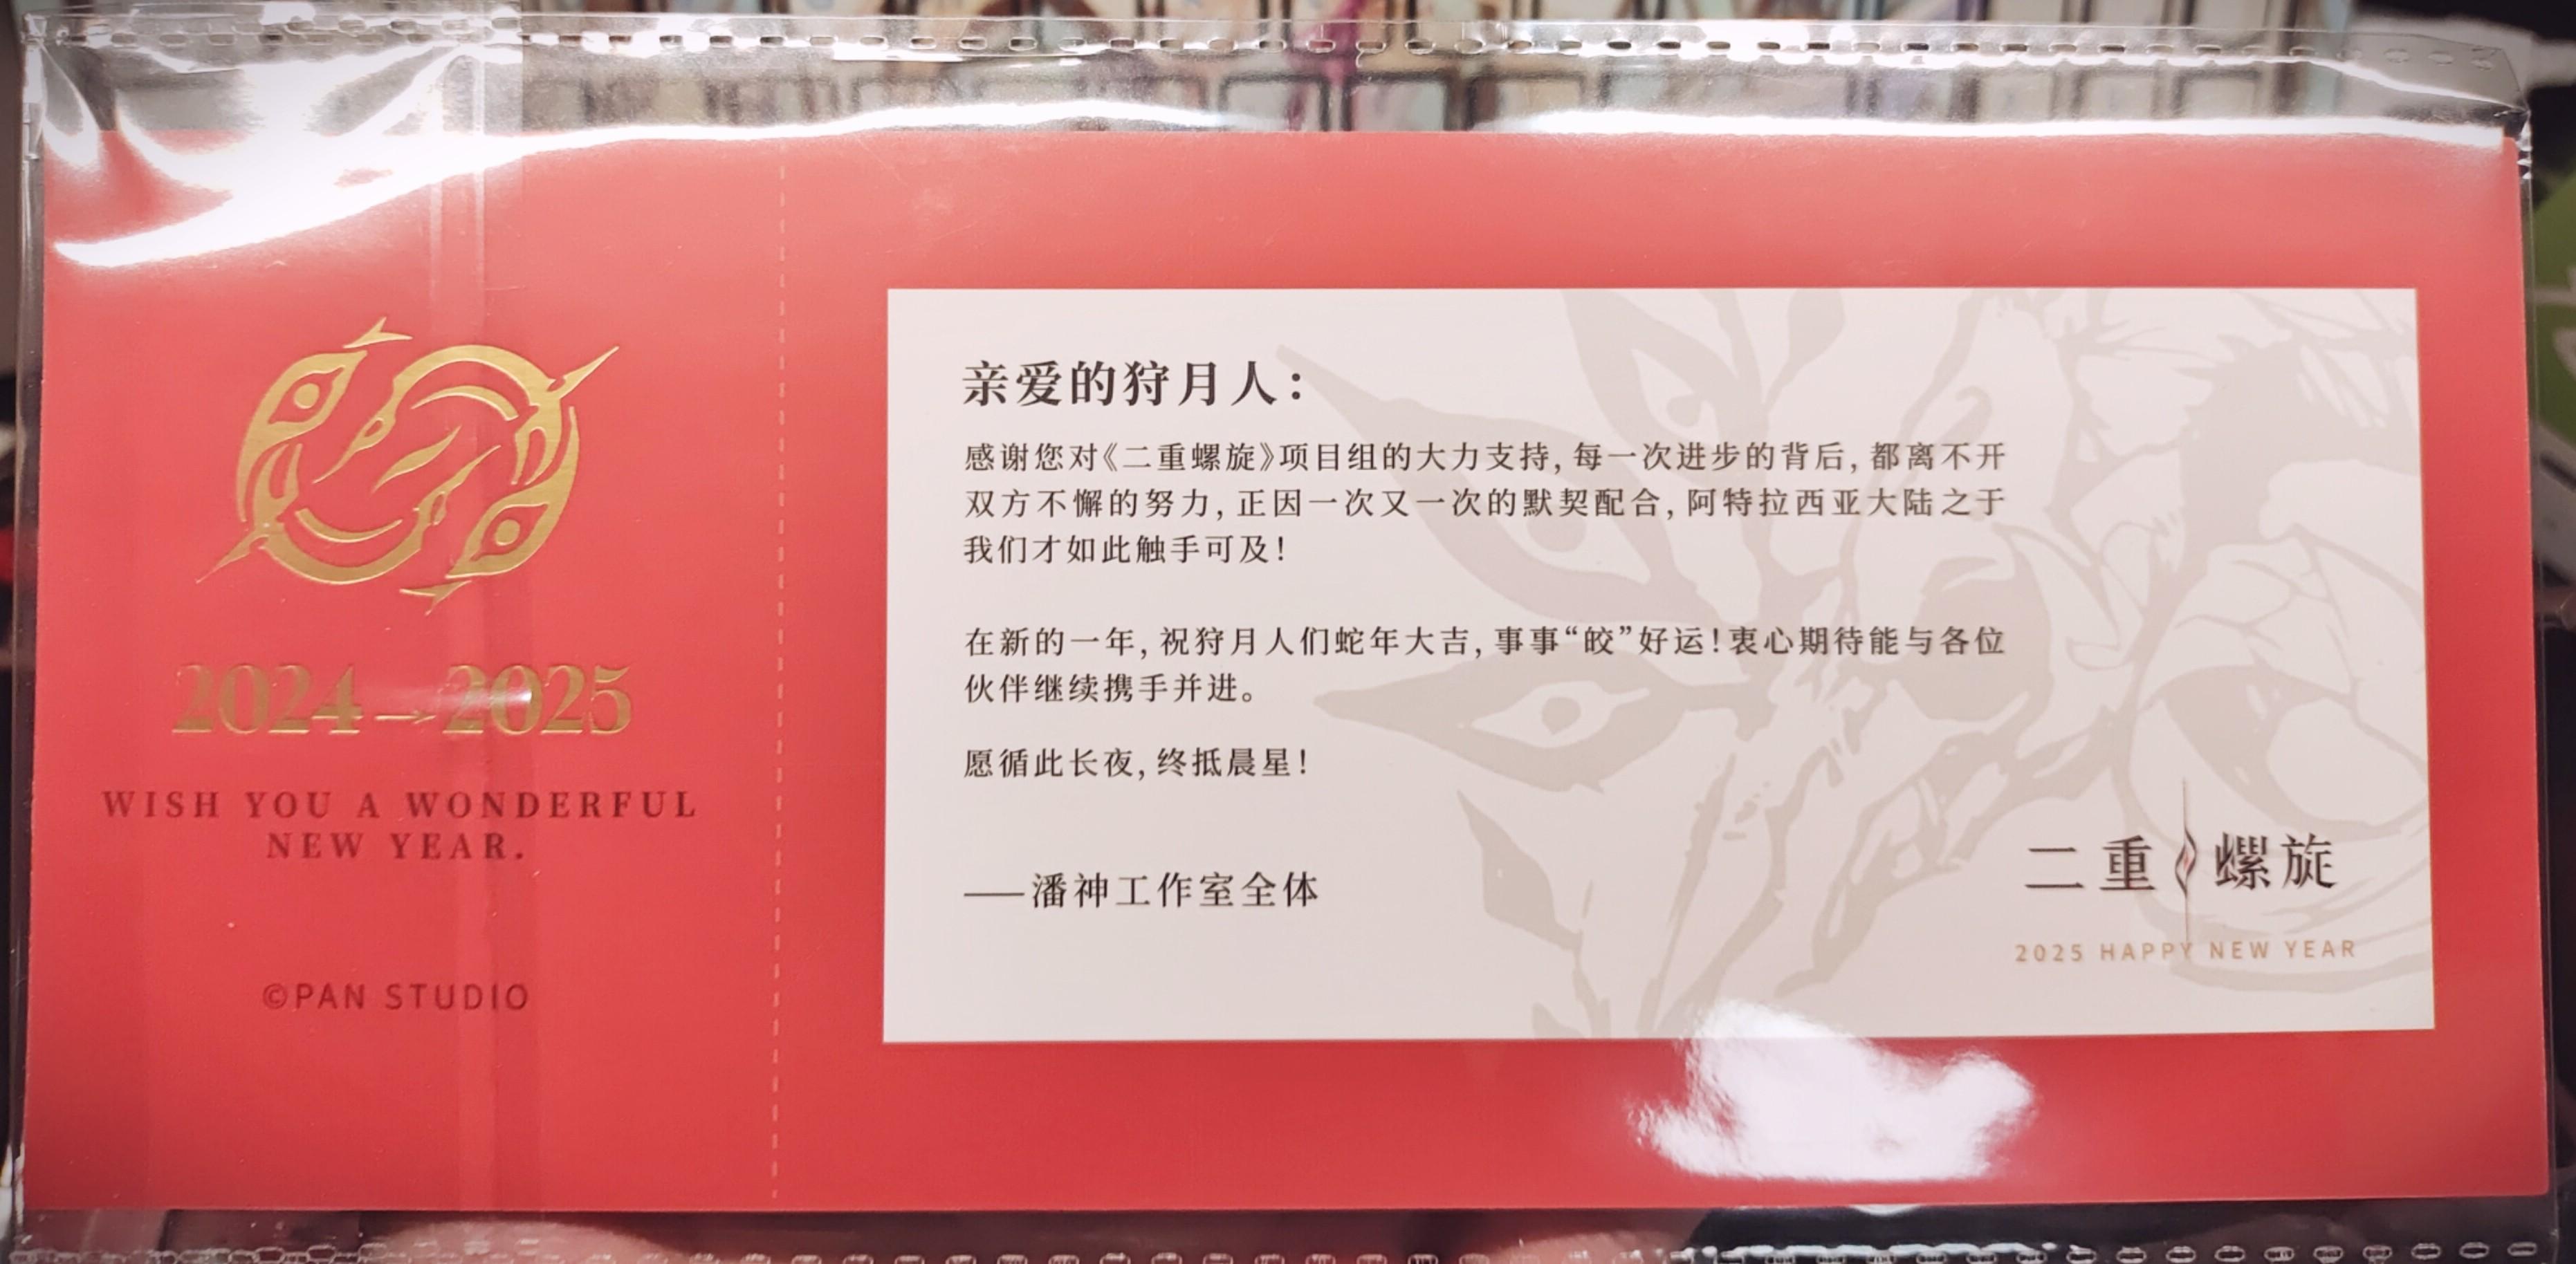 2024→2025
WISH YOU A WONDERFUL
NEW YEAR.
©PAN STUDIO
亲爱的狩月人：
感谢您对《二重螺旋》项目组的大力支持，每一次进步的背后，都离不开
双方不懈的努力，正因一次又一次的默契配合，阿特拉西亚大陆之于
我们才如此触手可及！
在新的一年，祝狩月人们蛇年大吉，事事“皎”好运！衷心期待能与各位
伙伴继续携手并进。
愿循此长夜，终抵晨星！
——潘神工作室全体
二重螺旋
2025 HAPPY NEW YEAR